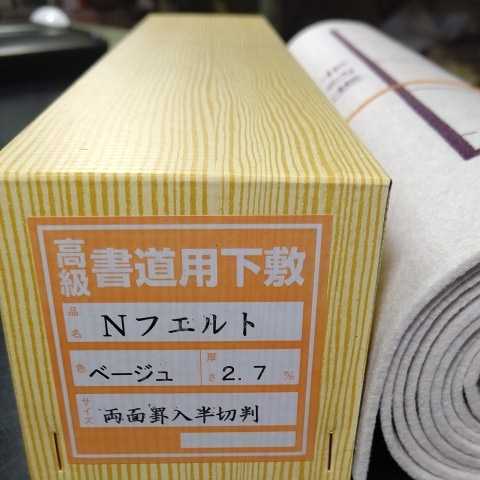 高級 書道用下敷
品名 Nフエルト
色 ベージュ 厚さ 2.7 ㎜
サイズ 両面罫入半切判